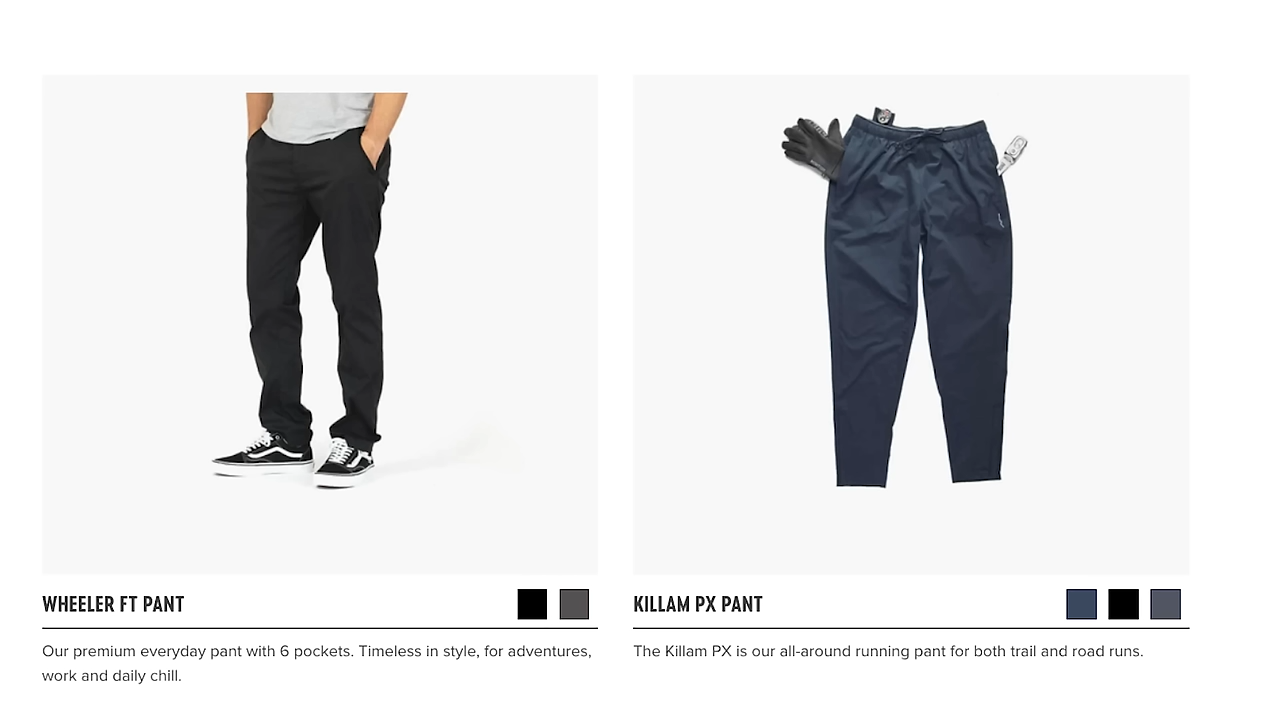 WHEELER FT PANT
Our premium everyday pant with 6 pockets. Timeless in style, for adventures,
work and daily chill.
KILLAM PX PANT
The Killam PX is our all-around running pant for both trail and road runs.